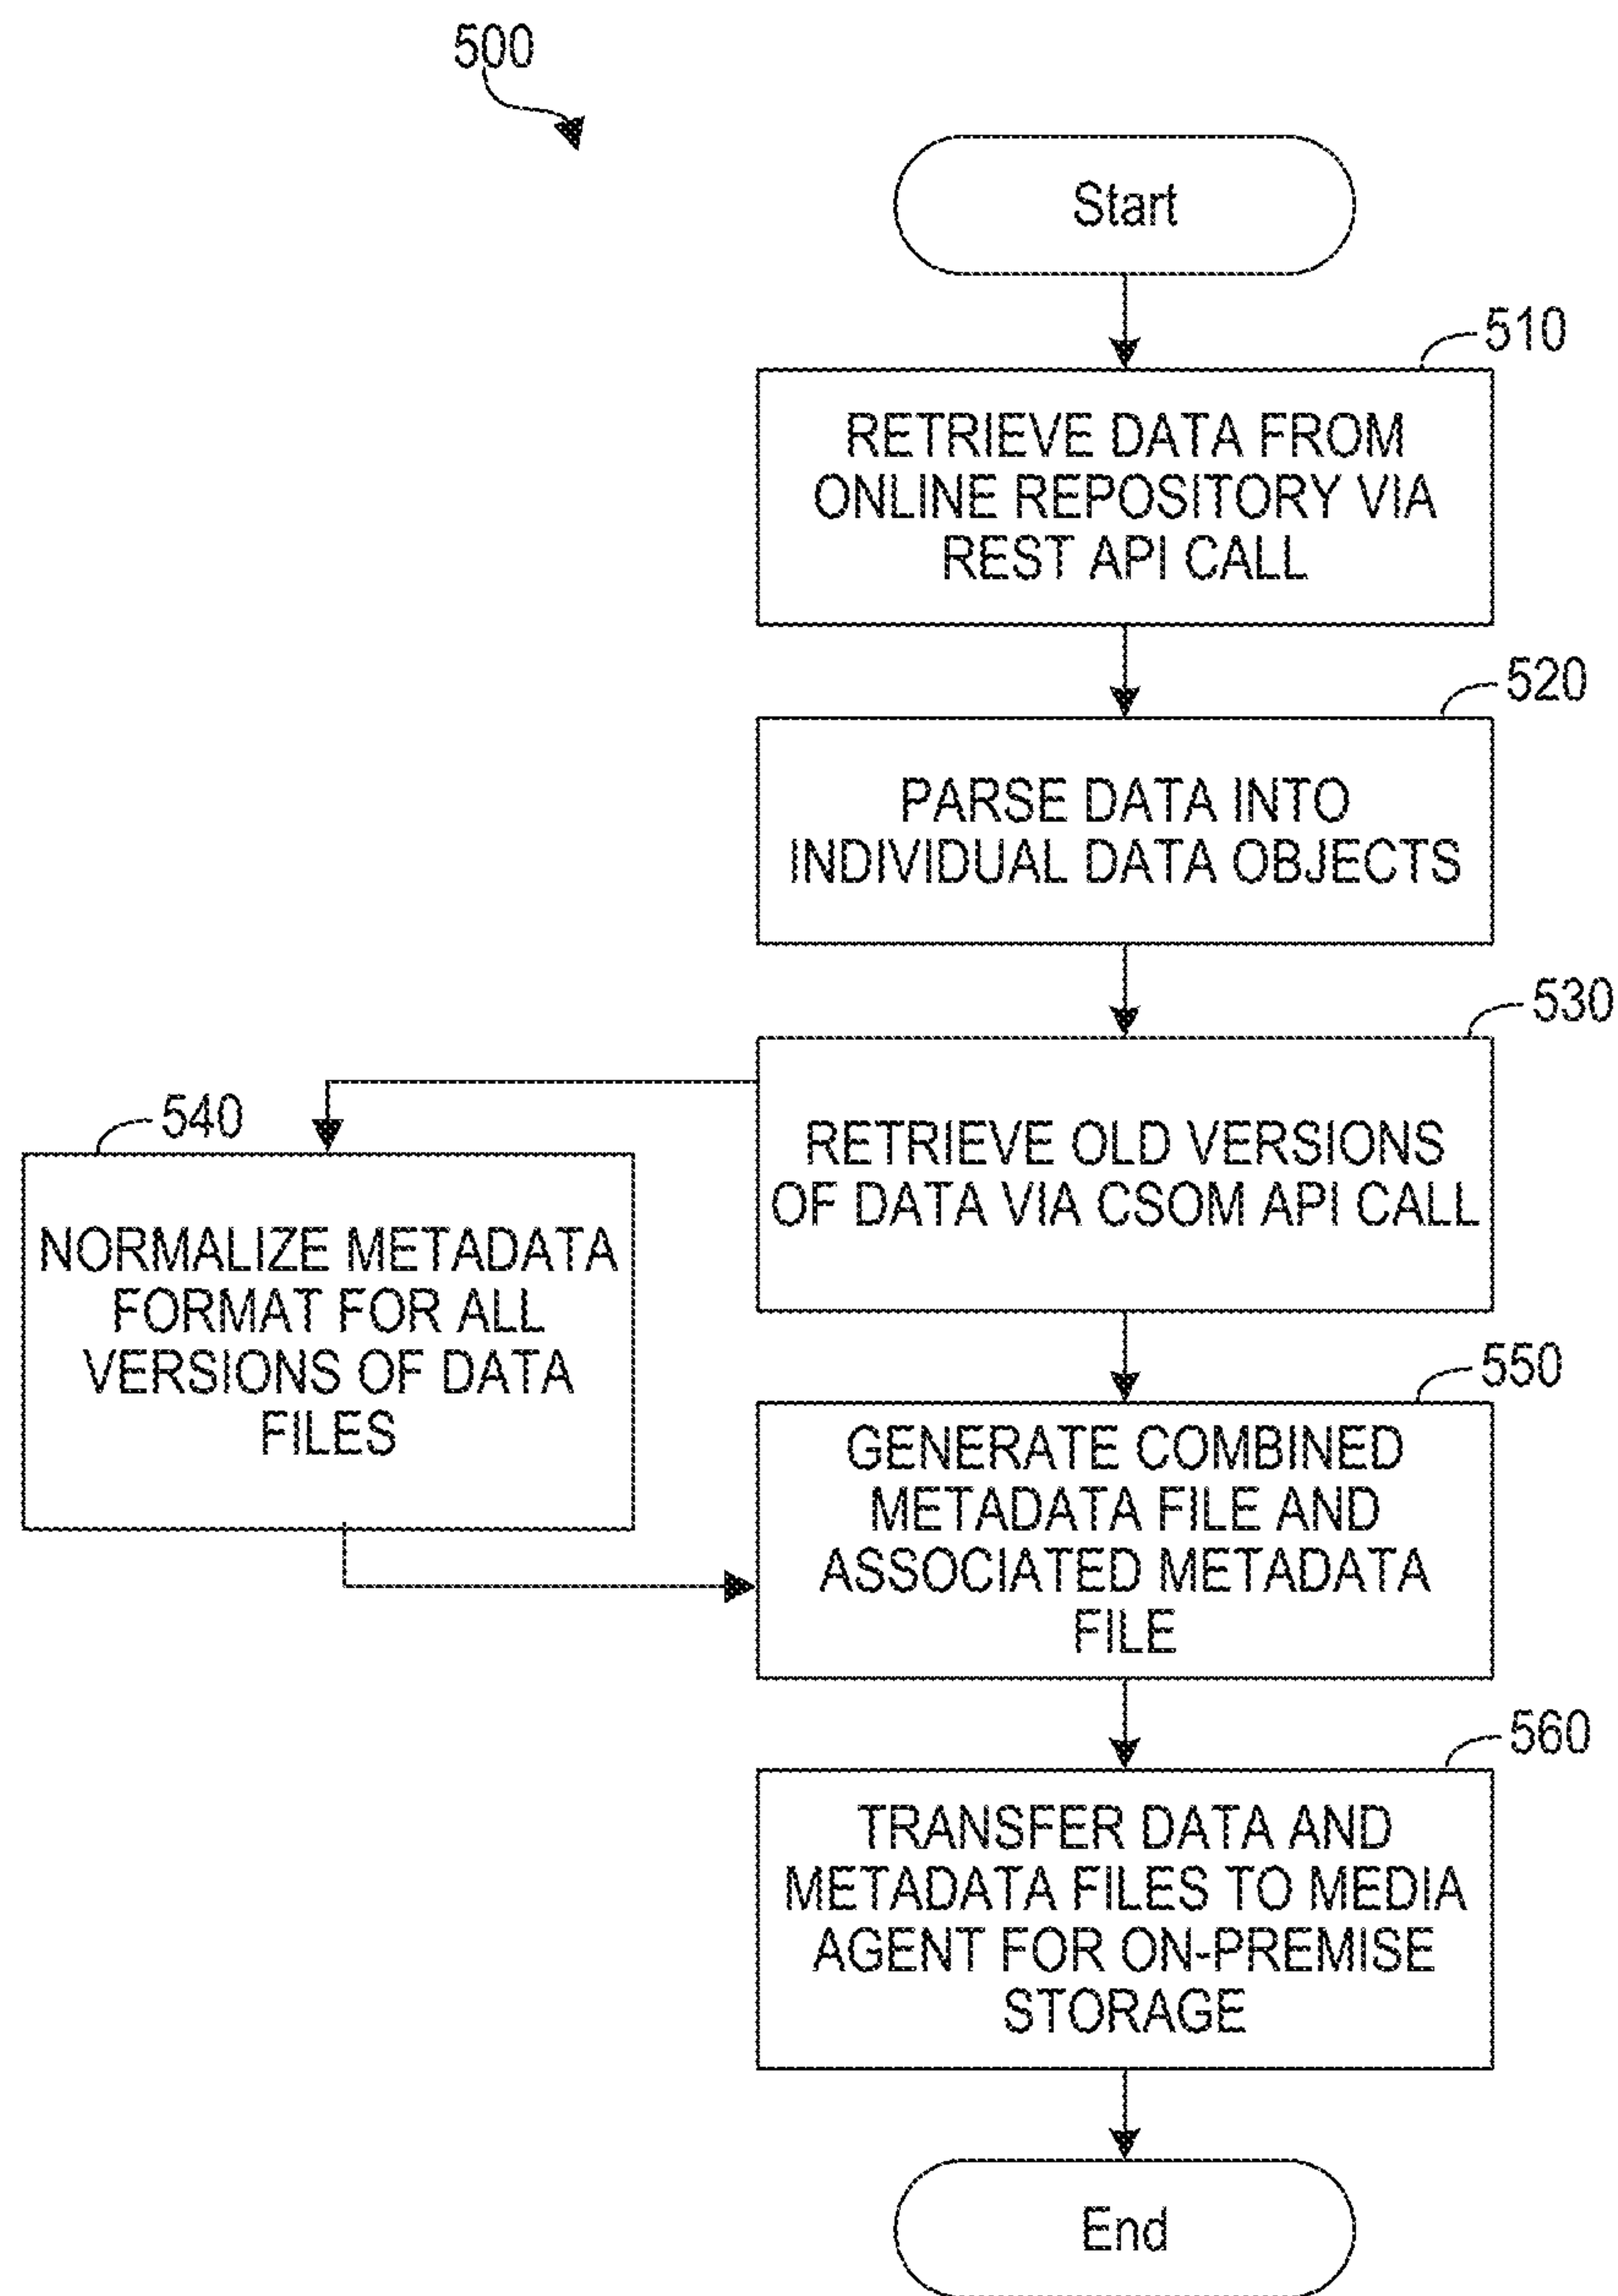 500
Start
510
RETRIEVE DATA FROM
ONLINE REPOSITORY VIA
REST API CALL
520
PARSE DATA INTO
INDIVIDUAL DATA OBJECTS
530
RETRIEVE OLD VERSIONS
OF DATA VIA CSOM API CALL
540
NORMALIZE METADATA
FORMAT FOR ALL
VERSIONS OF DATA
FILES
550
GENERATE COMBINED
METADATA FILE AND
ASSOCIATED METADATA
FILE
560
TRANSFER DATA AND
METADATA FILES TO MEDIA
AGENT FOR ON-PREMISE
STORAGE
End